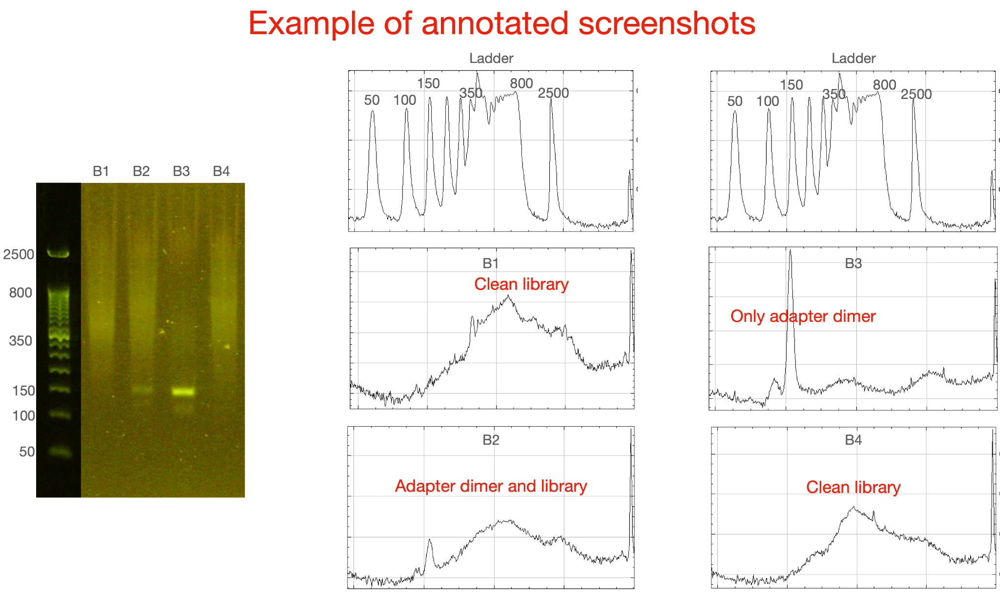 Example of annotated screenshots
B1 B2 B3 B4
2500
800
350
150
100
50
Ladder
50 100 150 350 800 2500
Ladder
50 100 150 350 800 2500
B1
Clean library
B3
Only adapter dimer
B2
Adapter dimer and library
B4
Clean library